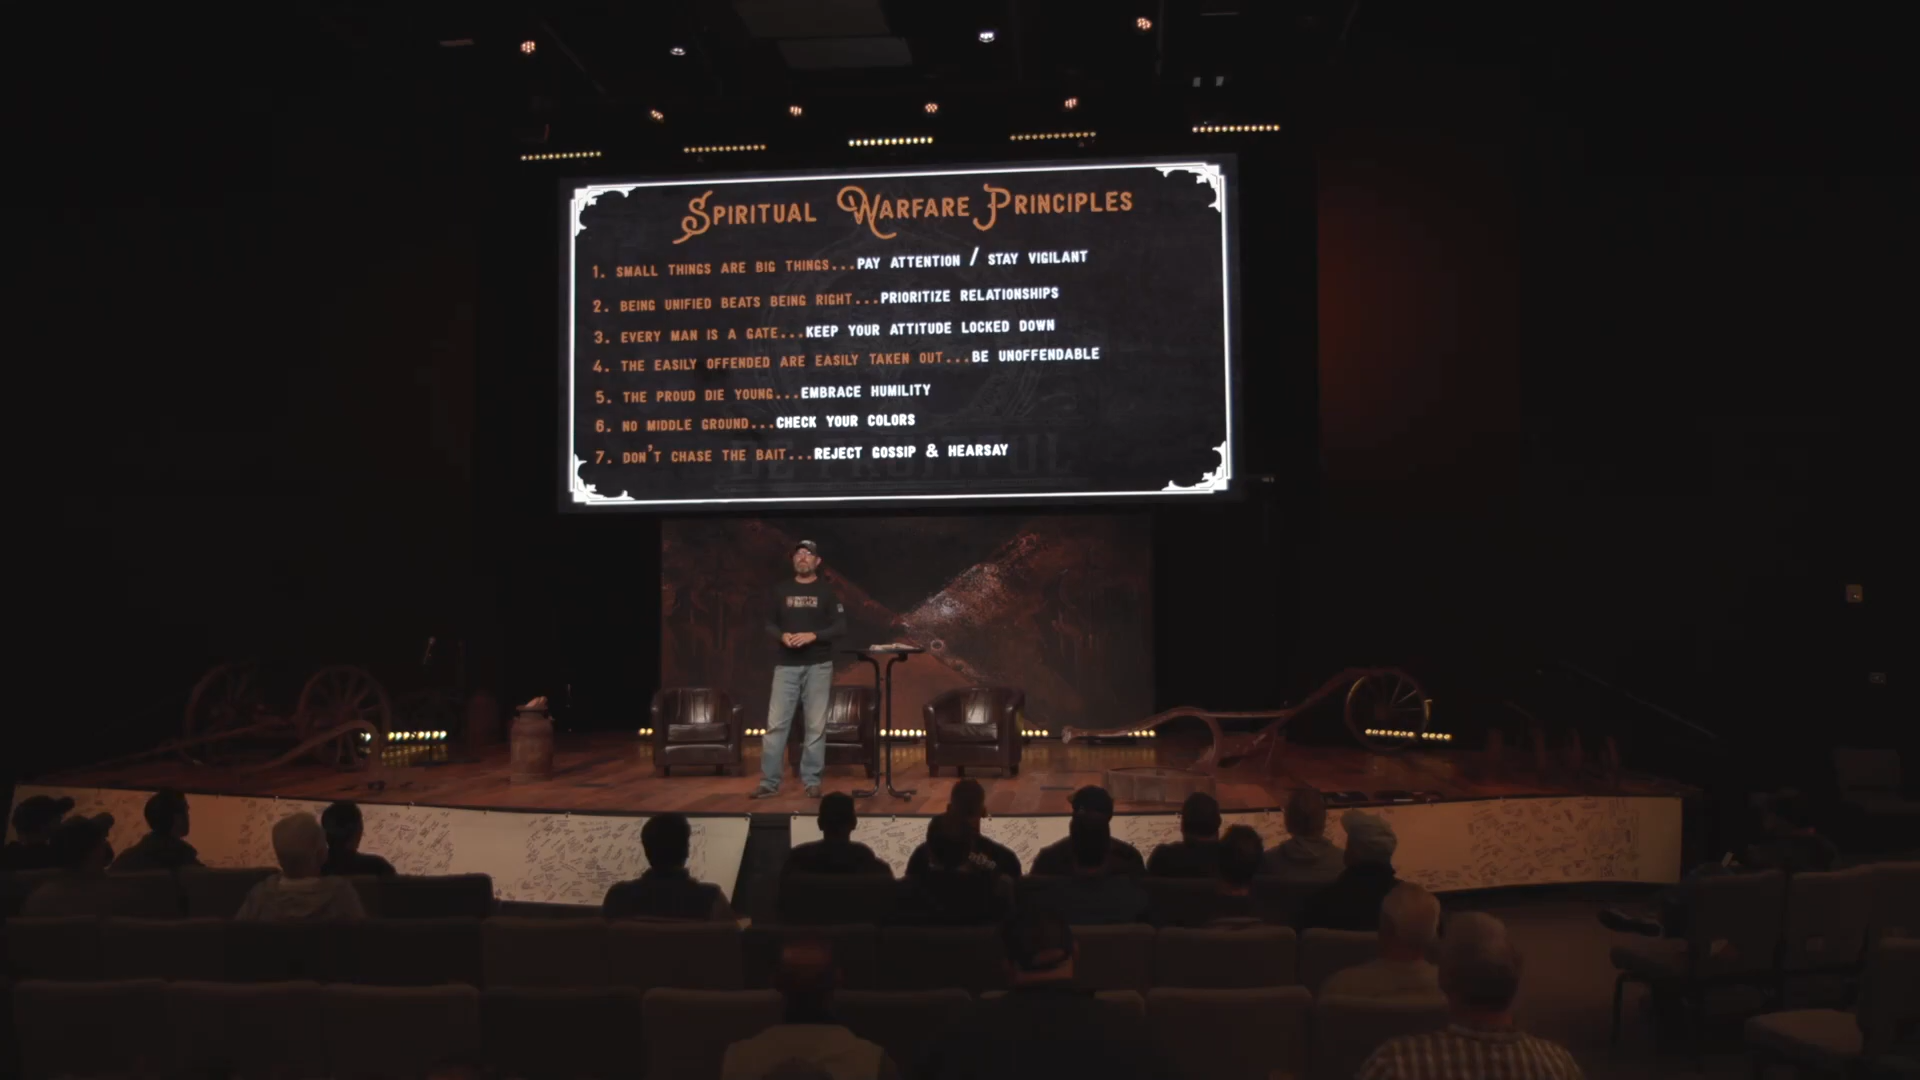 Spiritual Warfare Principles
1. SMALL THINGS ARE BIG THINGS...PAY ATTENTION / STAY VIGILANT
2. BEING UNIFIED BEATS BEING RIGHT...PRIORITIZE RELATIONSHIPS
3. EVERY MAN IS A GATE...KEEP YOUR ATTITUDE LOCKED DOWN
4. THE EASILY OFFENDED ARE EASILY TAKEN OUT...BE UNOFFENDABLE
5. THE PROUD DIE YOUNG...EMBRACE HUMILITY
6. NO MIDDLE GROUND...CHECK YOUR COLORS
7. DON'T CHASE THE BAIT...REJECT GOSSIP & HEARSAY
BE FRUITFUL